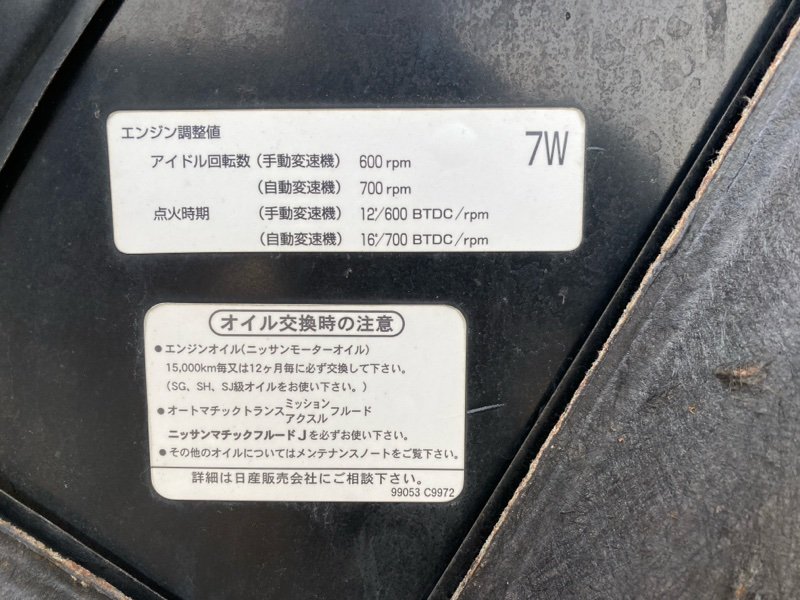 エンジン調整値
7W
アイドル回転数(手動変速機) 600 rpm
(自動変速機) 700 rpm
点火時期 (手動変速機) 12°/600 BTDC/rpm
(自動変速機) 16°/700 BTDC/rpm
オイル交換時の注意
●エンジンオイル(ニッサンモーターオイル)
15,000km毎又は12ヶ月毎に必ず交換して下さい。
(SG、SH、SJ級オイルをお使い下さい。)
●オートマチックトランスミッション アクスルフルード
ニッサンマチックフルードJを必ずお使い下さい。
●その他のオイルについてはメンテナンスノートをご覧下さい。
詳細は日産販売会社にご相談下さい。
99053 C9972